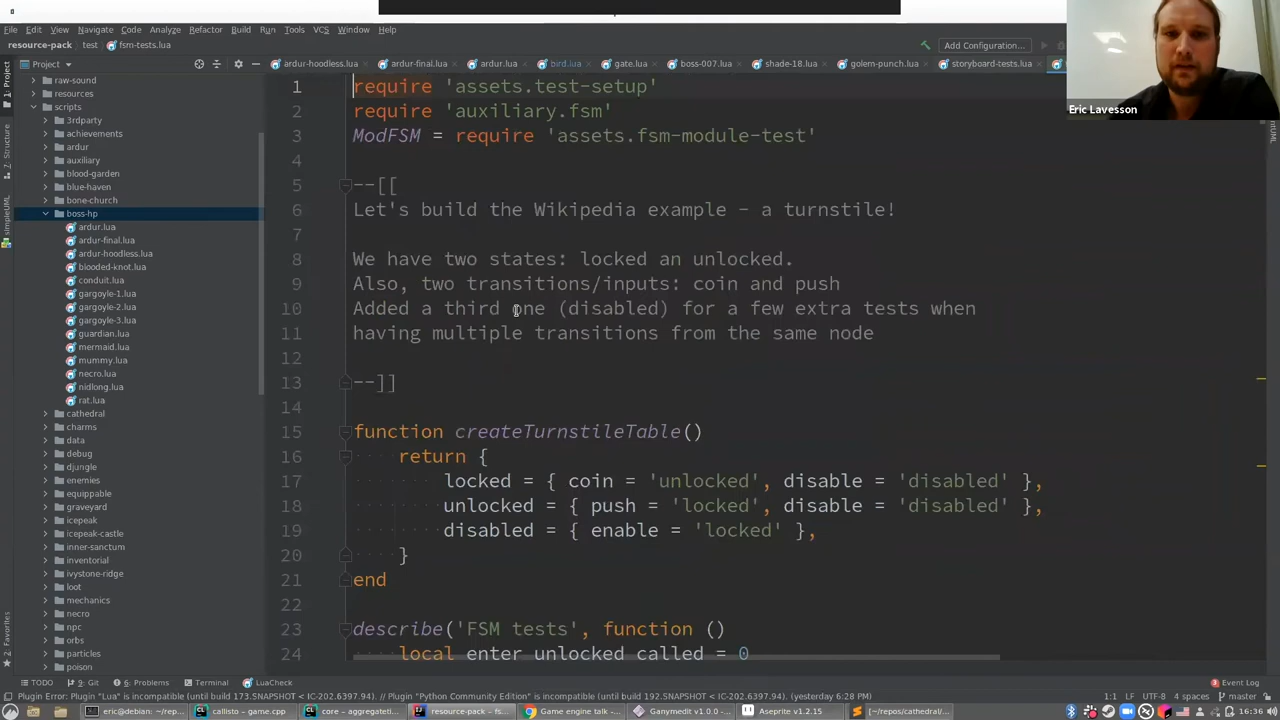 File Edit View Navigate Code Analyze Refactor Build Run Tools VCS Window Help
resource-pack test fsm-tests.lua
Add Configuration...
Eric Lavesson
Project
ardur-hoodless.lua ardur-final.lua ardur.lua bird.lua gate.lua boss-007.lua shade-18.lua golem-punch.lua storyboard-tests.lua
1: Project
7: Structure
simpleUML
2: Favorites
raw-sound
resources
scripts
3rdparty
achievements
ardur
auxiliary
blood-garden
blue-haven
bone-church
boss-hp
ardur.lua
ardur-final.lua
ardur-hoodless.lua
blooded-knot.lua
conduit.lua
gargoyle-1.lua
gargoyle-2.lua
gargoyle-3.lua
guardian.lua
mermaid.lua
mummy.lua
necro.lua
nidlong.lua
rat.lua
cathedral
charms
data
debug
djungle
enemies
equippable
graveyard
icepeak
icepeak-castle
inner-sanctum
inventorial
ivystone-ridge
loot
mechanics
necro
npc
orbs
particles
poison
1 require 'assets.test-setup'
2 require 'auxiliary.fsm'
3 ModFSM = require 'assets.fsm-module-test'
4
5 --[[
6 Let's build the Wikipedia example - a turnstile!
7
8 We have two states: locked an unlocked.
9 Also, two transitions/inputs: coin and push
10 Added a third one (disabled) for a few extra tests when
11 having multiple transitions from the same node
12
13 --]]
14
15 function createTurnstileTable()
16 return {
17 locked = { coin = 'unlocked', disable = 'disabled' },
18 unlocked = { push = 'locked', disable = 'disabled' },
19 disabled = { enable = 'locked' },
20 }
21 end
22
23 describe('FSM tests', function ()
24 local enter unlocked called = 0
TODO 9: Git 6: Problems Terminal LuaCheck Event Log
Plugin Error: Plugin "Lua" is incompatible (until build 173.SNAPSHOT < IC-202.6397.94). // Plugin "Python Community Edition" is incompatible (until build 192.SNAPSHOT < IC-202.6397.94). (yesterday 6:28 PM) 1:1 LF UTF-8 4 spaces master
eric@debian: ~/rep... callisto – game.cpp core – aggregati... resource-pack – fs... Game engine talk -... Ganymedit v1.0.0 -... Aseprite v1.2.15 [~/repos/cathedral/... 16:36